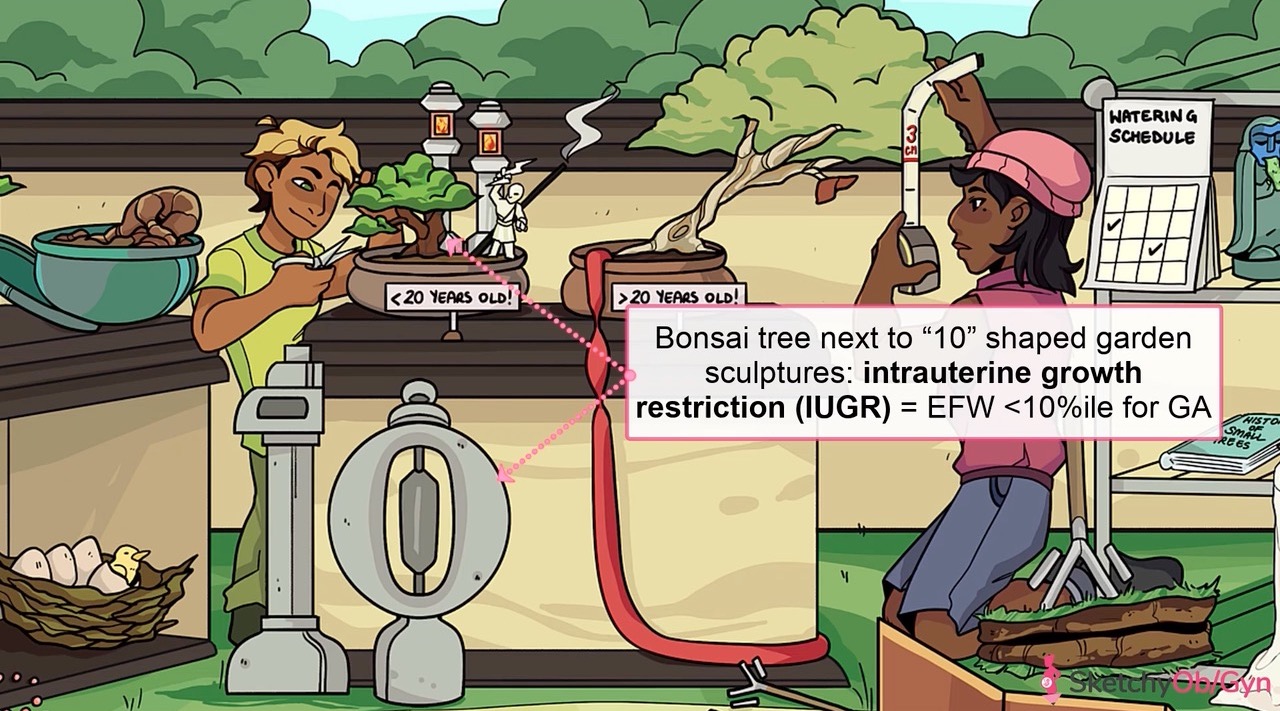 3
cm
WATERING
SCHEDULE
<20 YEARS OLD!
>20 YEARS OLD!
Bonsai tree next to “10” shaped garden
sculptures: intrauterine growth
restriction (IUGR) = EFW <10%ile for GA
HISTORY
OF
SMALL
TREES
SketchyOb/Gyn